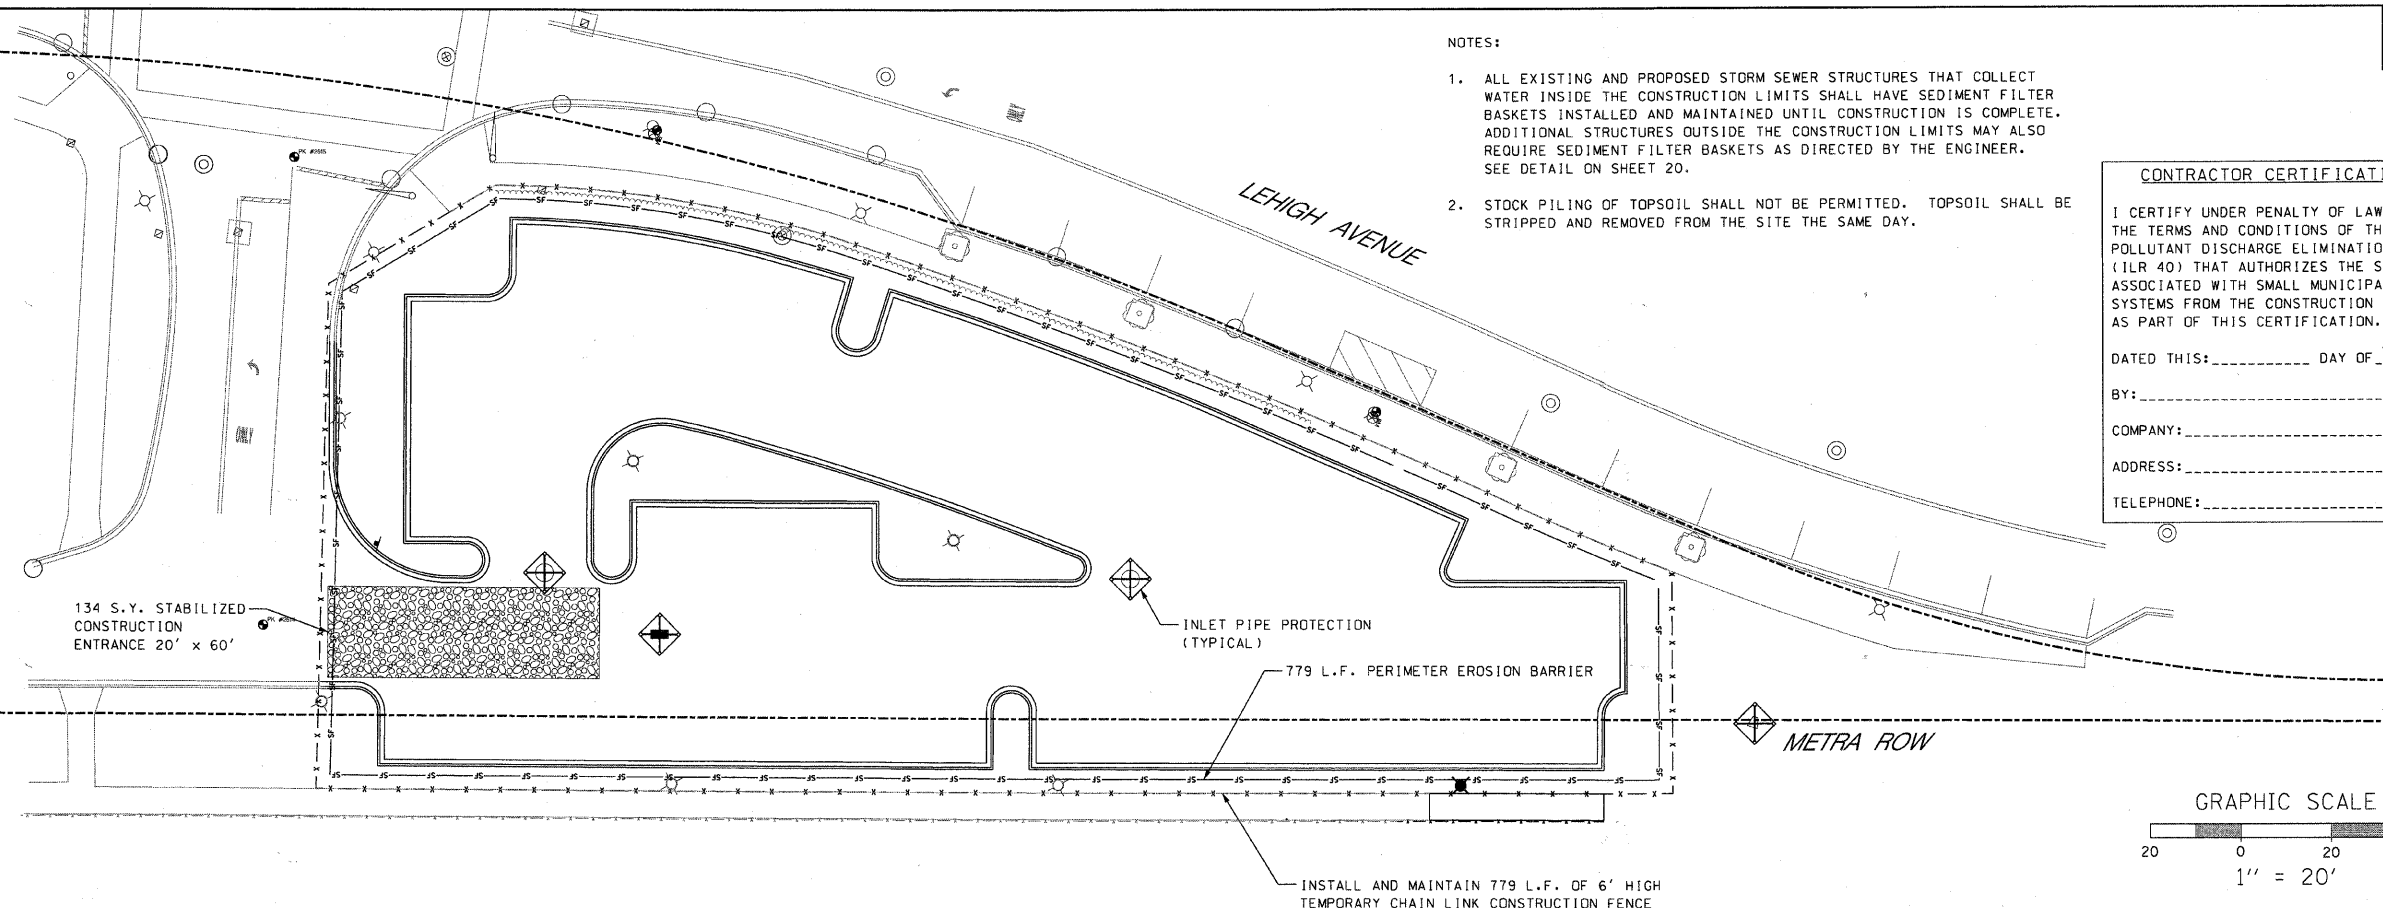 NOTES:
1. ALL EXISTING AND PROPOSED STORM SEWER STRUCTURES THAT COLLECT
WATER INSIDE THE CONSTRUCTION LIMITS SHALL HAVE SEDIMENT FILTER
BASKETS INSTALLED AND MAINTAINED UNTIL CONSTRUCTION IS COMPLETE.
ADDITIONAL STRUCTURES OUTSIDE THE CONSTRUCTION LIMITS MAY ALSO
REQUIRE SEDIMENT FILTER BASKETS AS DIRECTED BY THE ENGINEER.
SEE DETAIL ON SHEET 20.
2. STOCK PILING OF TOPSOIL SHALL NOT BE PERMITTED. TOPSOIL SHALL BE
STRIPPED AND REMOVED FROM THE SITE THE SAME DAY.
CONTRACTOR CERTIFICATI
I CERTIFY UNDER PENALTY OF LAW
THE TERMS AND CONDITIONS OF TH
POLLUTANT DISCHARGE ELIMINATIO
(ILR 40) THAT AUTHORIZES THE S
ASSOCIATED WITH SMALL MUNICIPA
SYSTEMS FROM THE CONSTRUCTION
AS PART OF THIS CERTIFICATION.
DATED THIS:___________ DAY OF_
BY:___________________________
COMPANY:______________________
ADDRESS:______________________
TELEPHONE:____________________
LEHIGH AVENUE
134 S.Y. STABILIZED
CONSTRUCTION
ENTRANCE 20' x 60'
INLET PIPE PROTECTION
(TYPICAL)
779 L.F. PERIMETER EROSION BARRIER
METRA ROW
INSTALL AND MAINTAIN 779 L.F. OF 6' HIGH
TEMPORARY CHAIN LINK CONSTRUCTION FENCE
GRAPHIC SCALE
20 0 20
1" = 20'